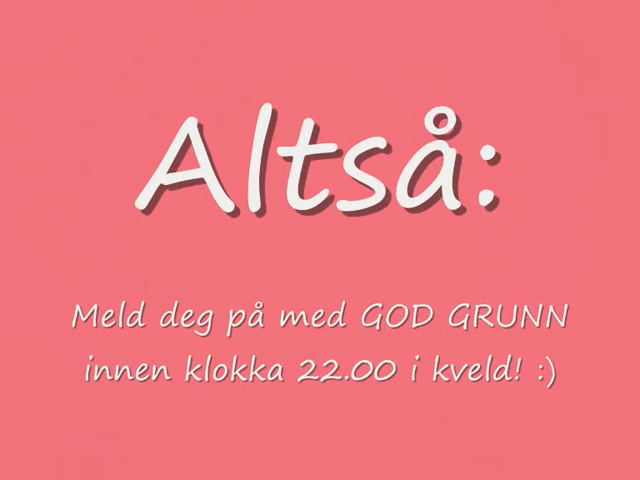 Altså:
Meld deg på med GOD GRUNN
innen klokka 22.00 i kveld! :)